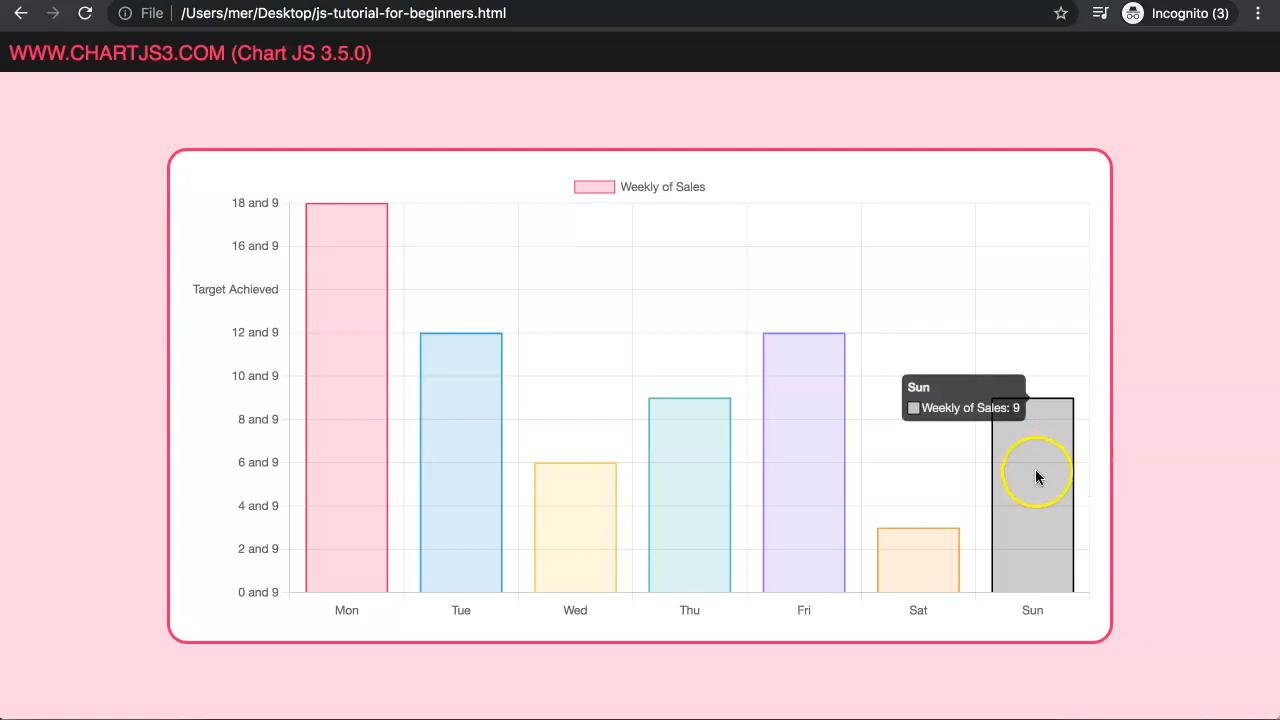 File
/Users/mer/Desktop/js-tutorial-for-beginners.html
Incognito (3)
WWW.CHARTJS3.COM (Chart JS 3.5.0)
Weekly of Sales
18 and 9
16 and 9
Target Achieved
12 and 9
10 and 9
8 and 9
6 and 9
4 and 9
2 and 9
0 and 9
Sun
Weekly of Sales: 9
Mon Tue Wed Thu Fri Sat Sun